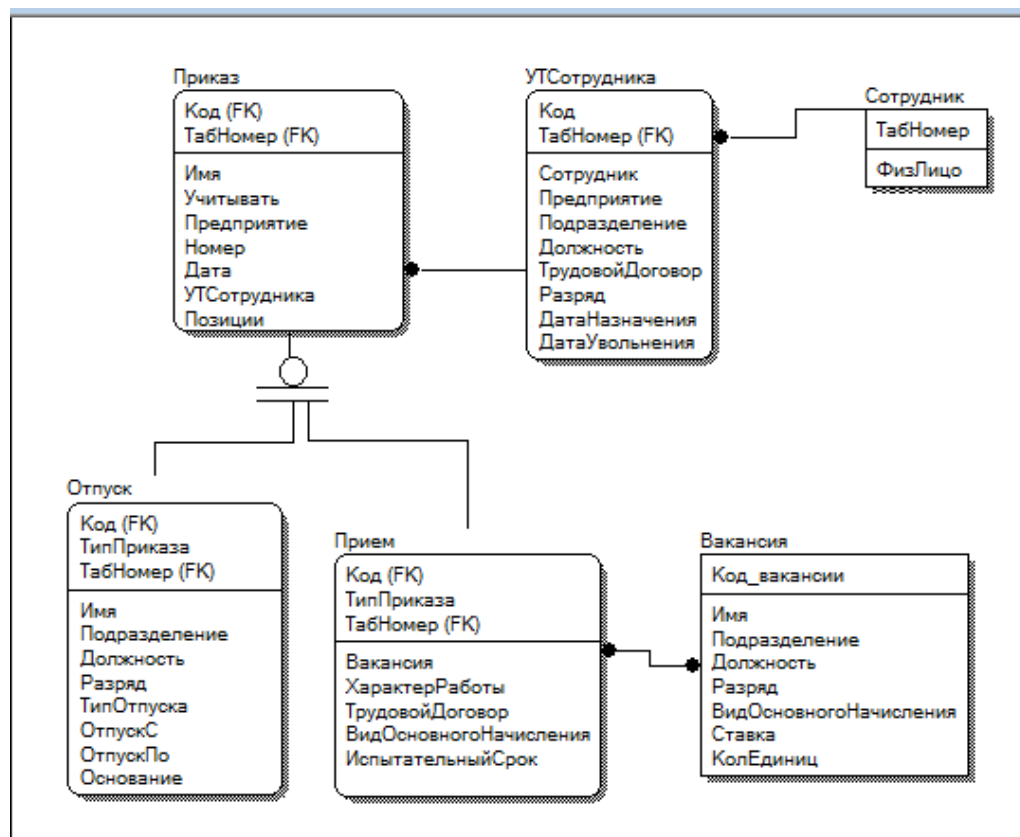 Приказ
Код (FK)
ТабНомер (FK)
Имя
Учитывать
Предприятие
Номер
Дата
УТСотрудника
Позиции
УТСотрудника
Код
ТабНомер (FK)
Сотрудник
Предприятие
Подразделение
Должность
ТрудовойДоговор
Разряд
ДатаНазначения
ДатаУвольнения
Сотрудник
ТабНомер
ФизЛицо
Отпуск
Код (FK)
ТипПриказа
ТабНомер (FK)
Имя
Подразделение
Должность
Разряд
ТипОтпуска
ОтпускС
ОтпускПо
Основание
Прием
Код (FK)
ТипПриказа
ТабНомер (FK)
Вакансия
ХарактерРаботы
ТрудовойДоговор
ВидОсновногоНачисления
ИспытательныйСрок
Вакансия
Код_вакансии
Имя
Подразделение
Должность
Разряд
ВидОсновногоНачисления
Ставка
КолЕдиниц